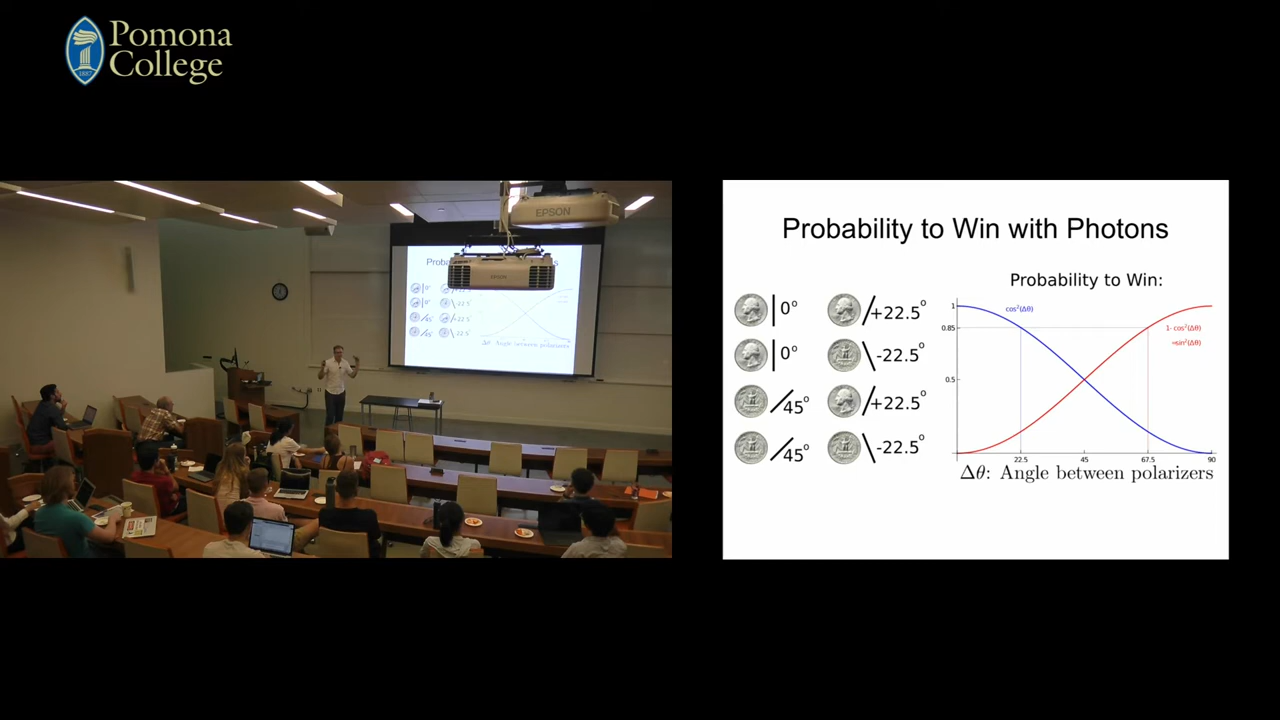 Pomona
College
1887
EPSON
EPSON
Probability to Win with Photons
Probability to Win:
0° +22.5°
0° -22.5°
45° +22.5°
45° -22.5°
1
cos²(Δθ)
0.85
1- cos²(Δθ)
=sin²(Δθ)
0.5
22.5 45 67.5 90
Δθ: Angle between polarizers